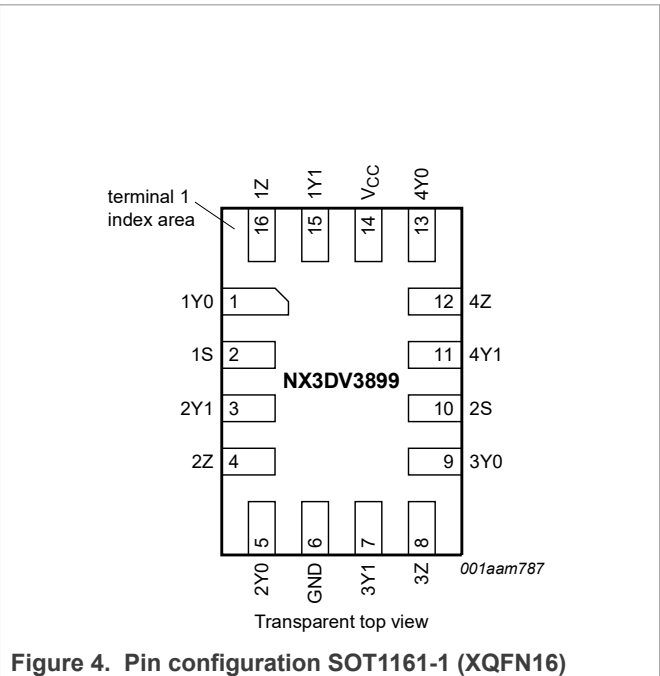 1Z
1Y1
VCC
4Y0
terminal 1
index area
16
15
14
13
1Y0 1
12 4Z
1S 2
11 4Y1
NX3DV3899
2Y1 3
10 2S
2Z 4
9 3Y0
5
6
7
8
2Y0
GND
3Y1
3Z
001aam787
Transparent top view
Figure 4. Pin configuration SOT1161-1 (XQFN16)